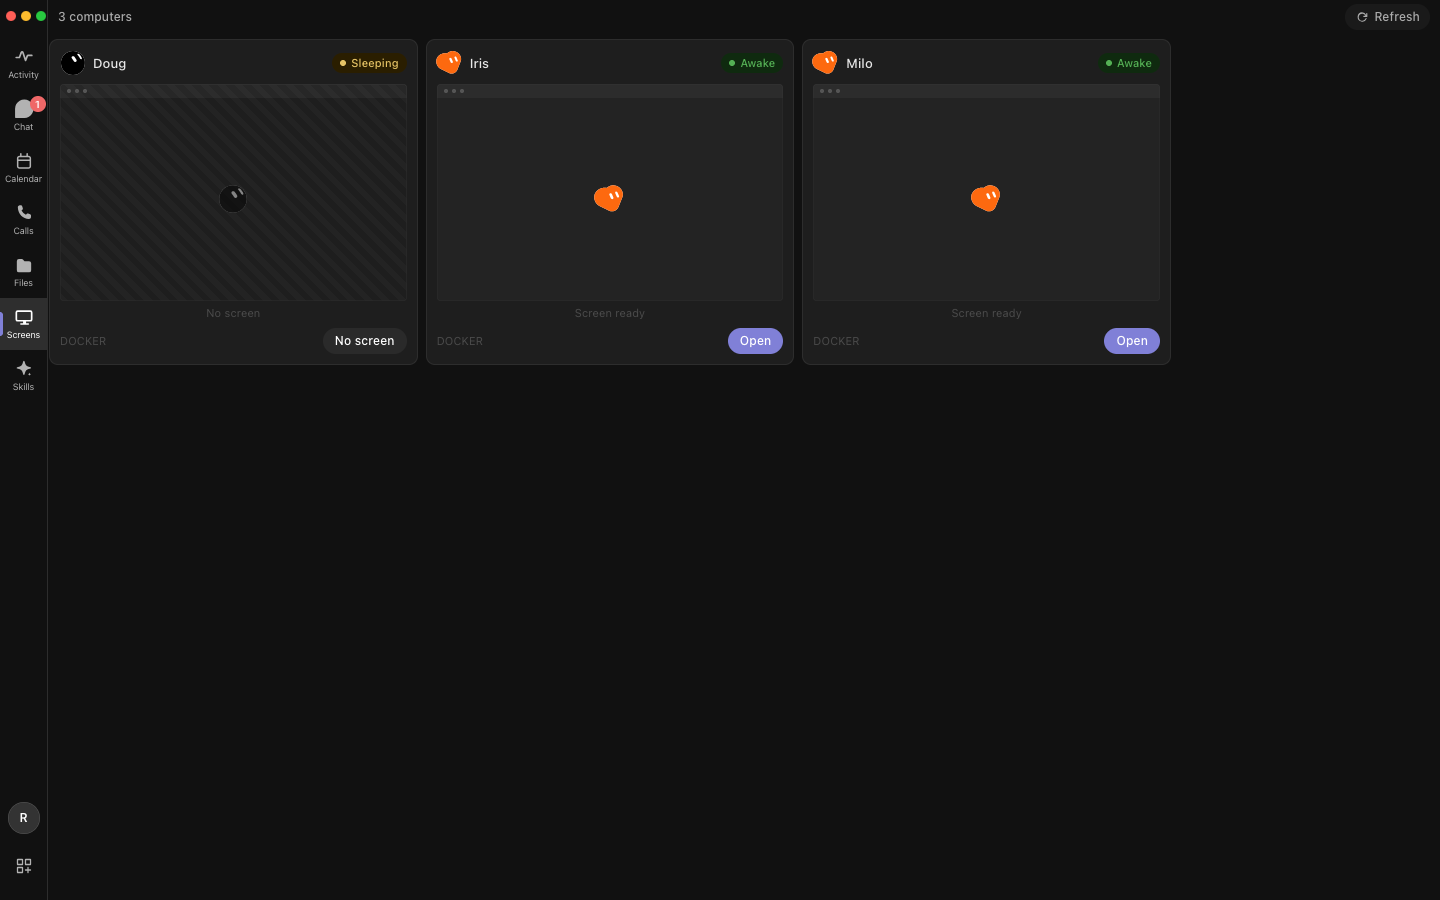 3 computers
Refresh
Activity
1
Chat
Calendar
Calls
Files
Screens
Skills
R
Doug
Sleeping
No screen
DOCKER
No screen
Iris
Awake
Screen ready
DOCKER
Open
Milo
Awake
Screen ready
DOCKER
Open